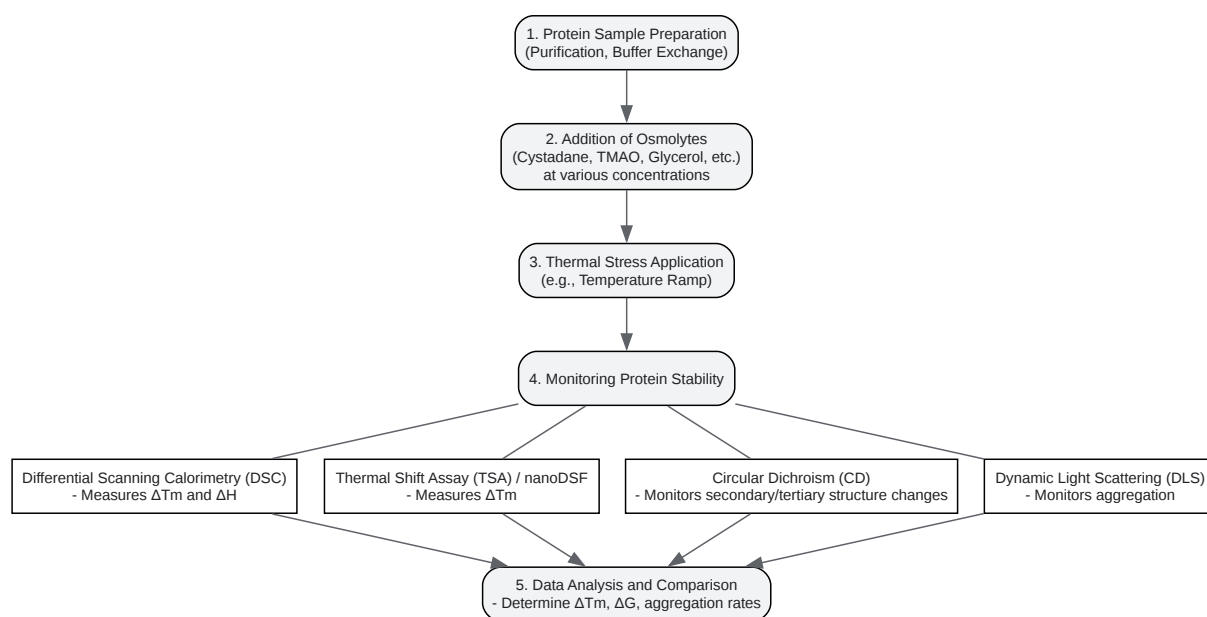 1. Protein Sample Preparation
(Purification, Buffer Exchange)
2. Addition of Osmolytes
(Cystadane, TMAO, Glycerol, etc.)
at various concentrations
3. Thermal Stress Application
(e.g., Temperature Ramp)
4. Monitoring Protein Stability
Differential Scanning Calorimetry (DSC)
- Measures ΔTm and ΔH
Thermal Shift Assay (TSA) / nanoDSF
- Measures ΔTm
Circular Dichroism (CD)
- Monitors secondary/tertiary structure changes
Dynamic Light Scattering (DLS)
- Monitors aggregation
5. Data Analysis and Comparison
- Determine ΔTm, ΔG, aggregation rates